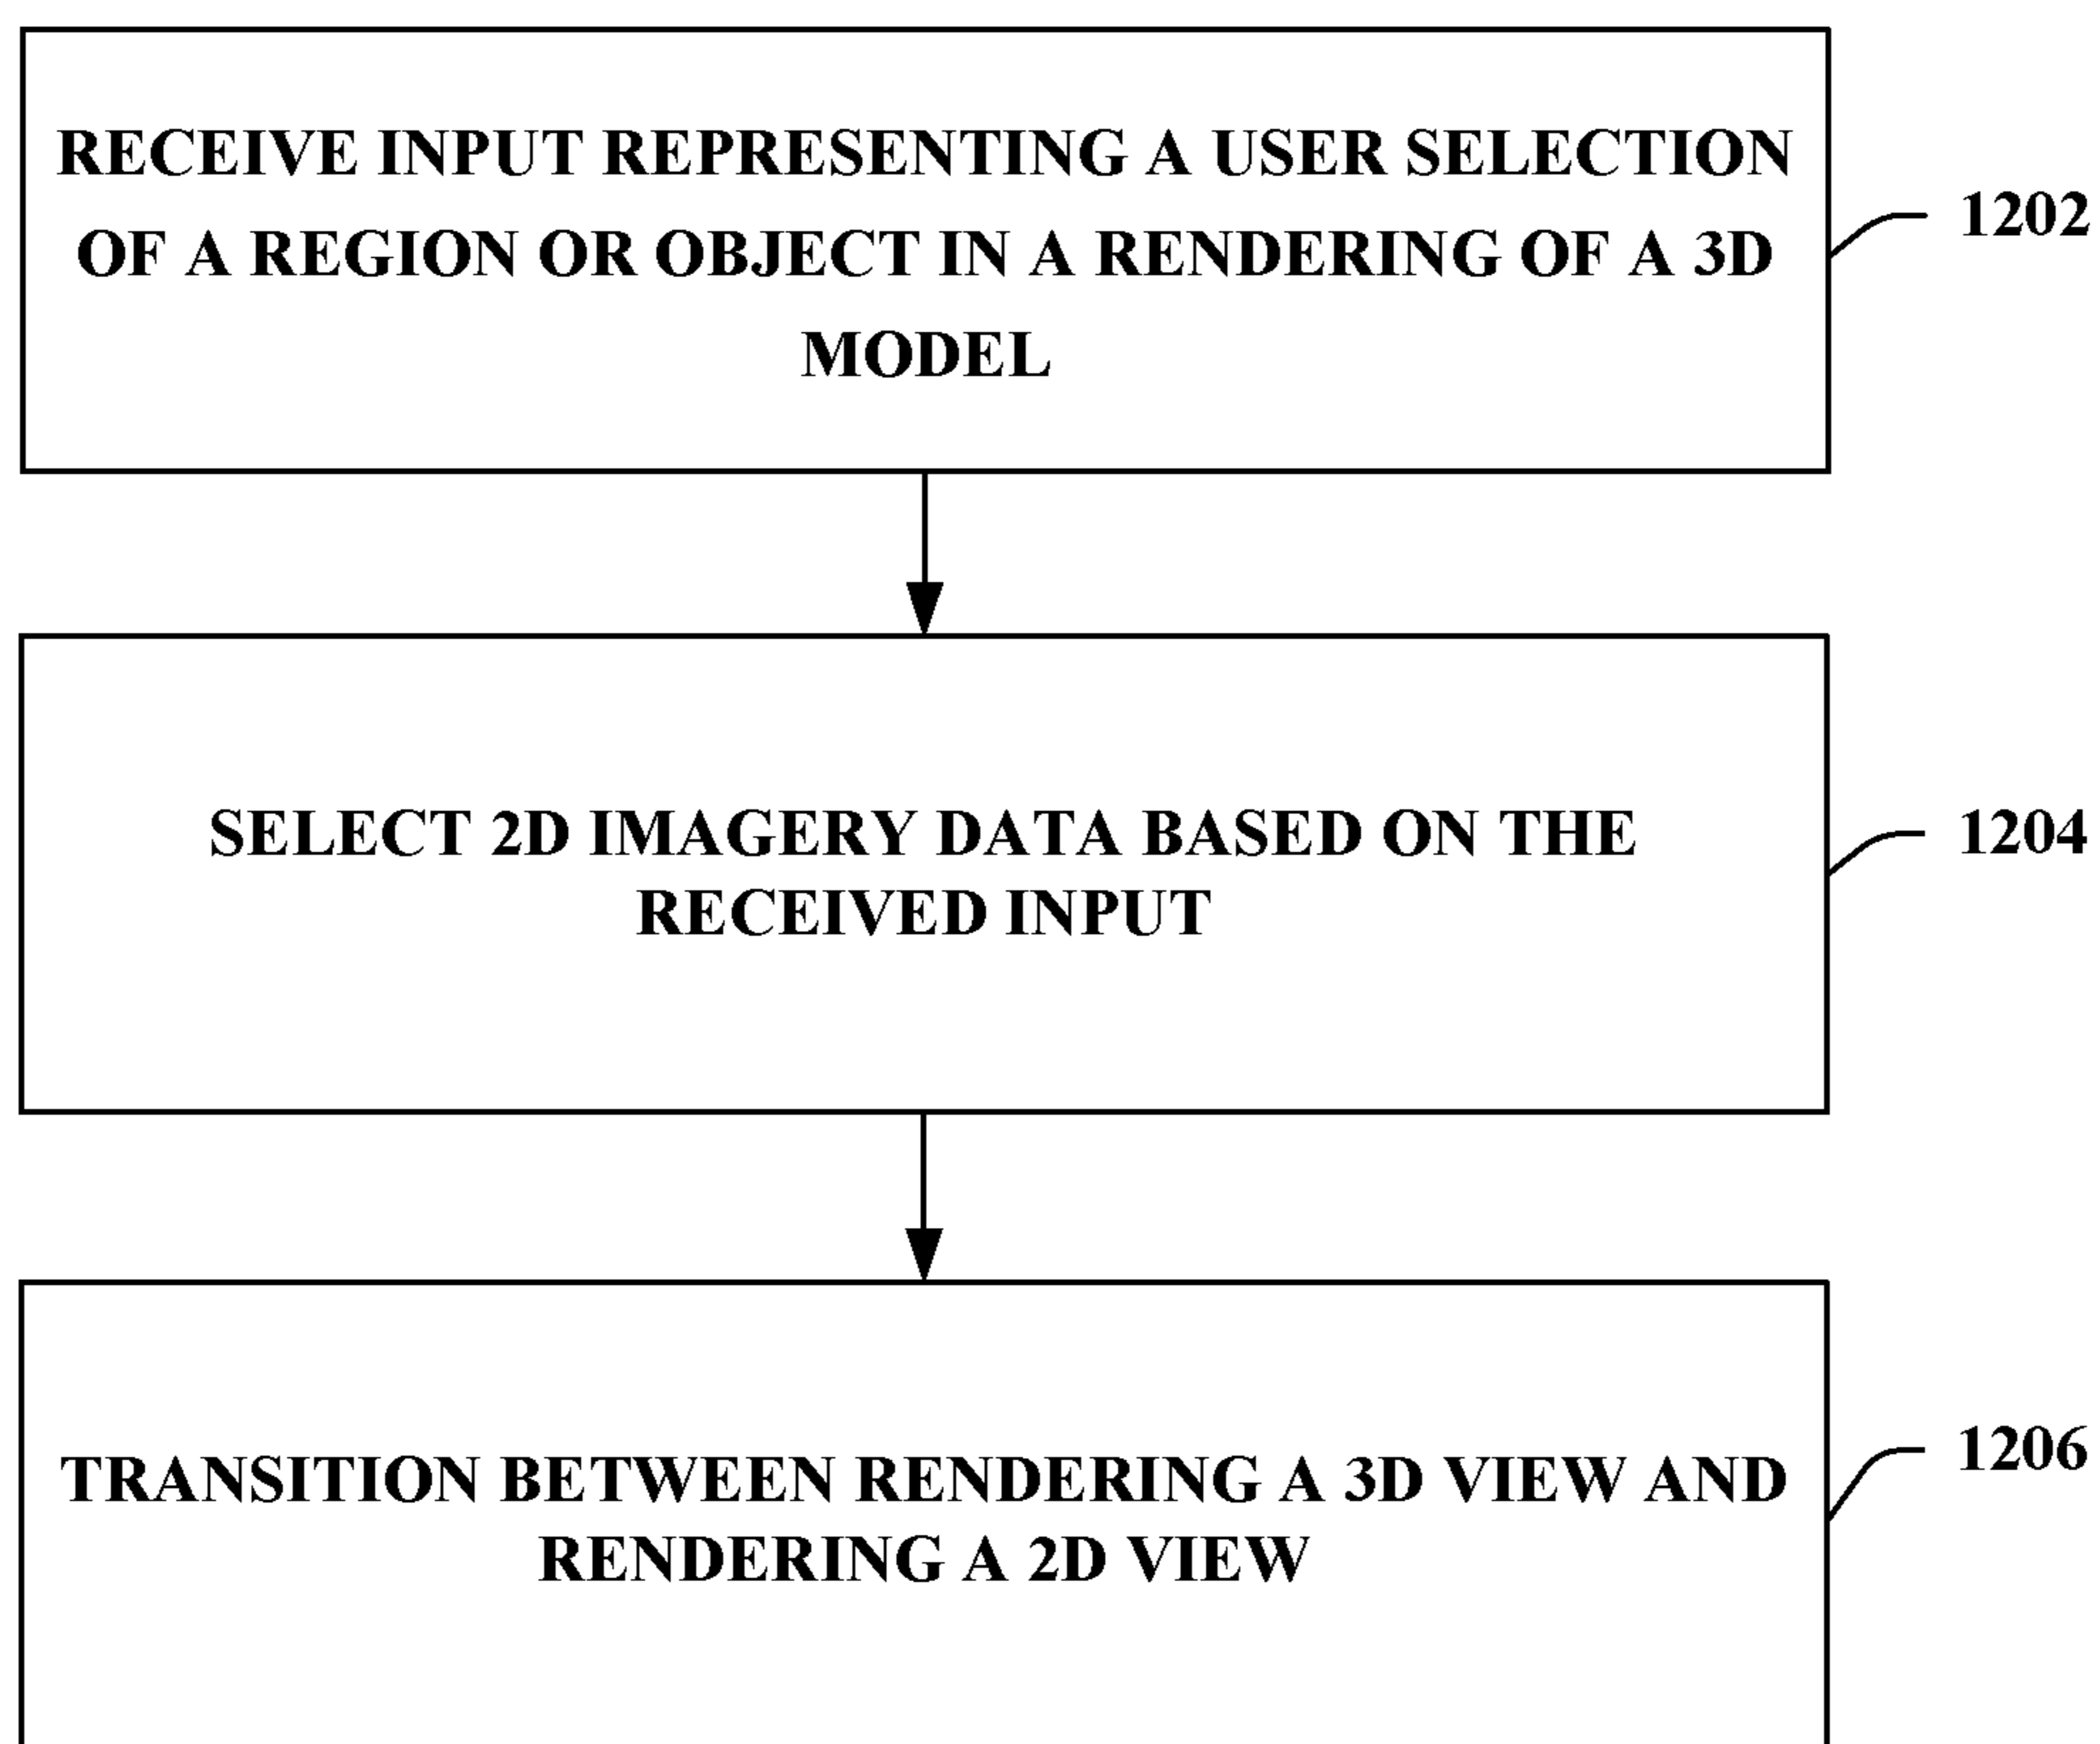 RECEIVE INPUT REPRESENTING A USER SELECTION
OF A REGION OR OBJECT IN A RENDERING OF A 3D
MODEL
1202
SELECT 2D IMAGERY DATA BASED ON THE
RECEIVED INPUT
1204
TRANSITION BETWEEN RENDERING A 3D VIEW AND
RENDERING A 2D VIEW
1206